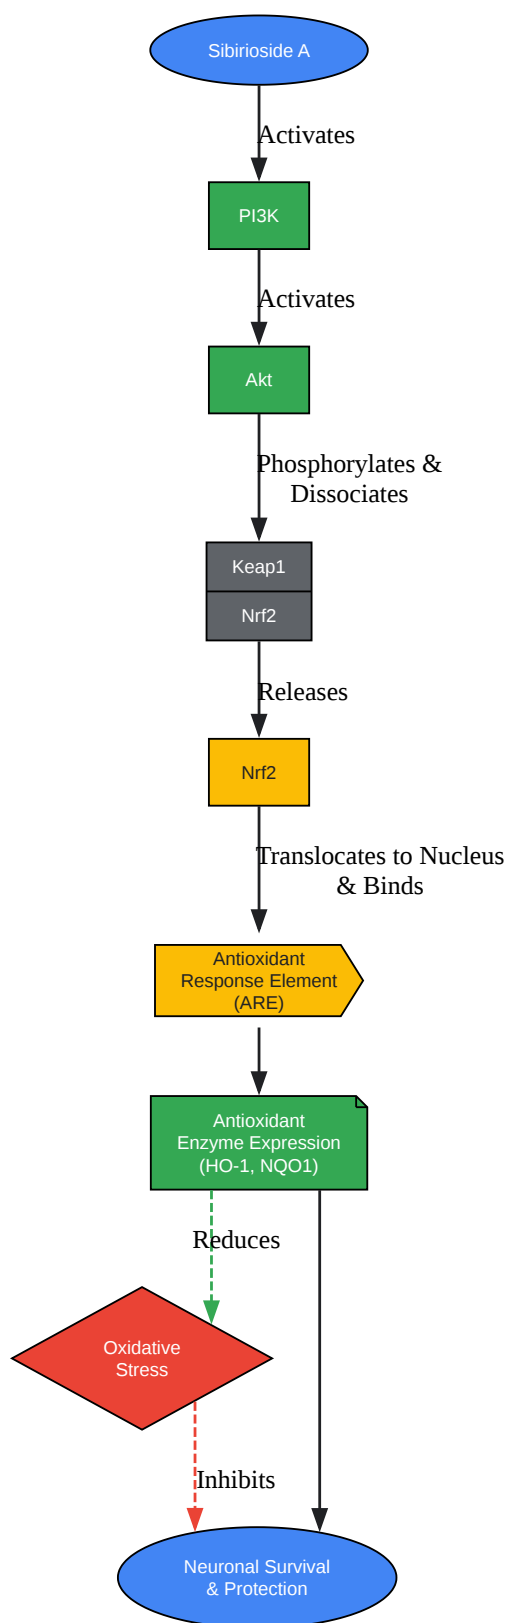 Sibirioside A
Activates
PI3K
Activates
Akt
Phosphorylates &
Dissociates
Keap1
Nrf2
Releases
Nrf2
Translocates to Nucleus
& Binds
Antioxidant
Response Element
(ARE)
Antioxidant
Enzyme Expression
(HO-1, NQO1)
Reduces
Oxidative
Stress
Inhibits
Neuronal Survival
& Protection